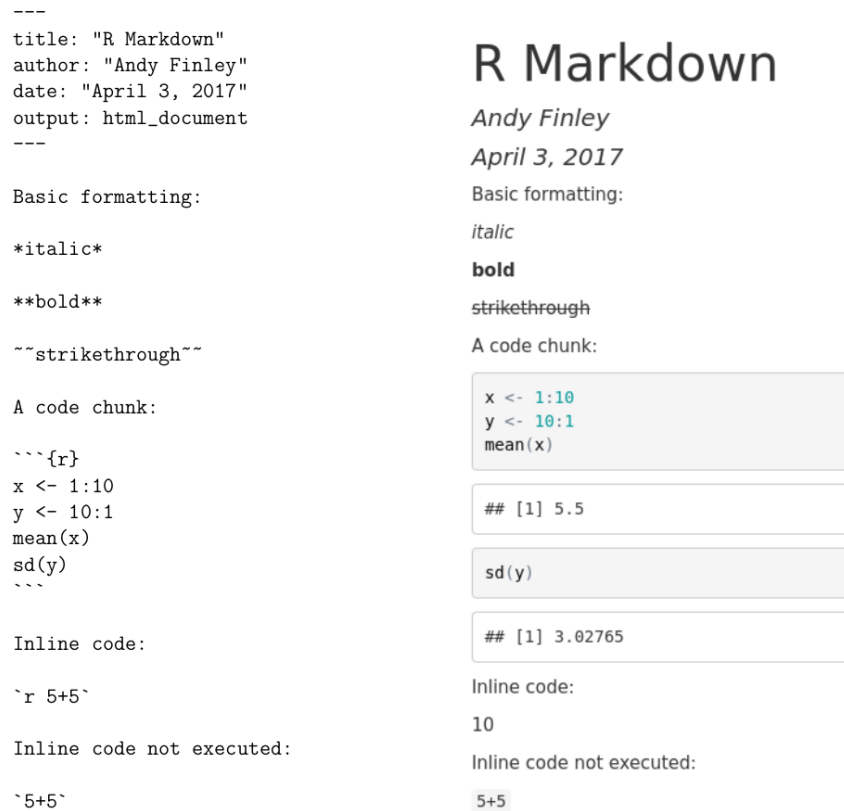 ---
title: "R Markdown"
author: "Andy Finley"
date: "April 3, 2017"
output: html_document
---
Basic formatting:
*italic*
**bold**
~~strikethrough~~
A code chunk:
```{r}
x <- 1:10
y <- 10:1
mean(x)
sd(y)
```
Inline code:
`r 5+5`
Inline code not executed:
`5+5`
R Markdown
Andy Finley
April 3, 2017
Basic formatting:
italic
bold
strikethrough
A code chunk:
x <- 1:10
y <- 10:1
mean(x)
## [1] 5.5
sd(y)
## [1] 3.02765
Inline code:
10
Inline code not executed:
5+5